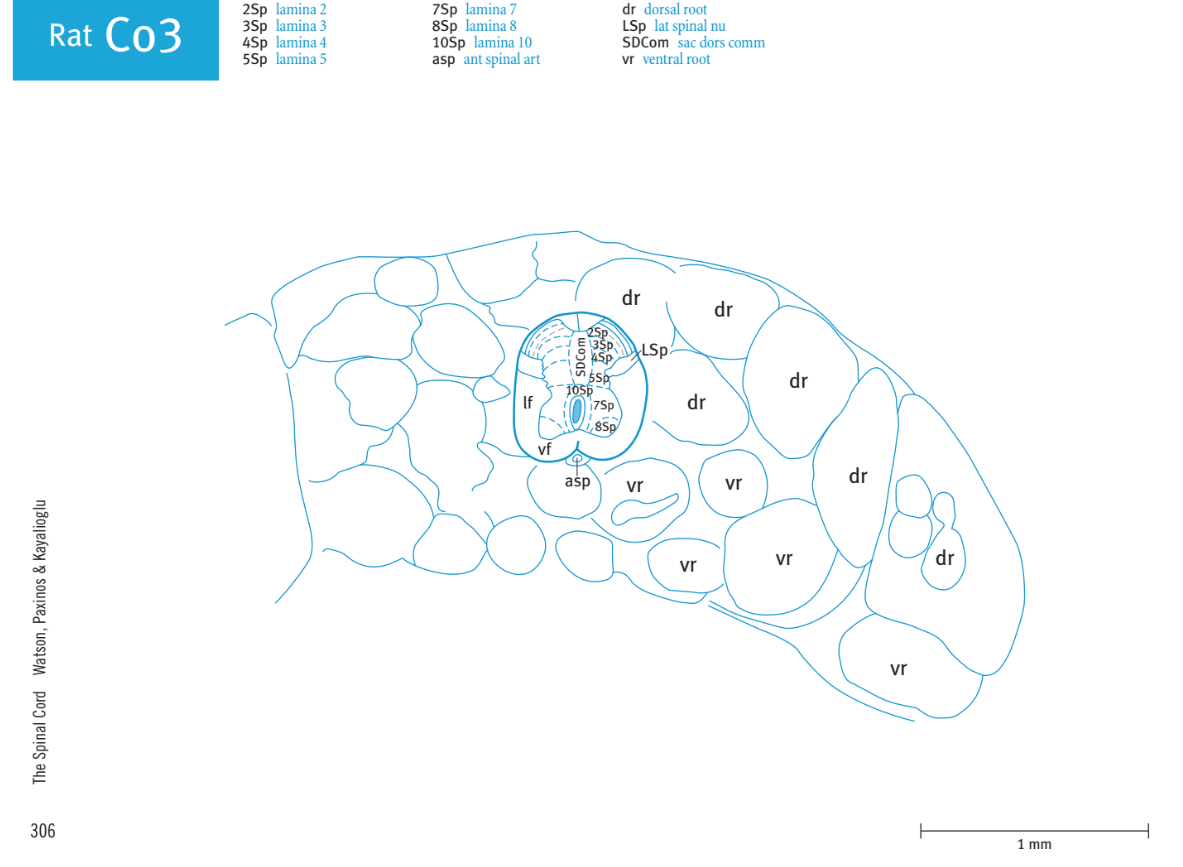 Rat Co3
2Sp lamina 2
3Sp lamina 3
4Sp lamina 4
5Sp lamina 5
7Sp lamina 7
8Sp lamina 8
10Sp lamina 10
asp ant spinal art
dr dorsal root
LSp lat spinal nu
SDCom sac dors comm
vr ventral root
dr
dr
2Sp
3Sp
4Sp
LSp
SDCom
5Sp
dr
10Sp
lf
7Sp
dr
8Sp
vf
dr
asp
vr
vr
vr
vr
dr
vr
The Spinal Cord Watson, Paxinos & Kayalioglu
306
1 mm